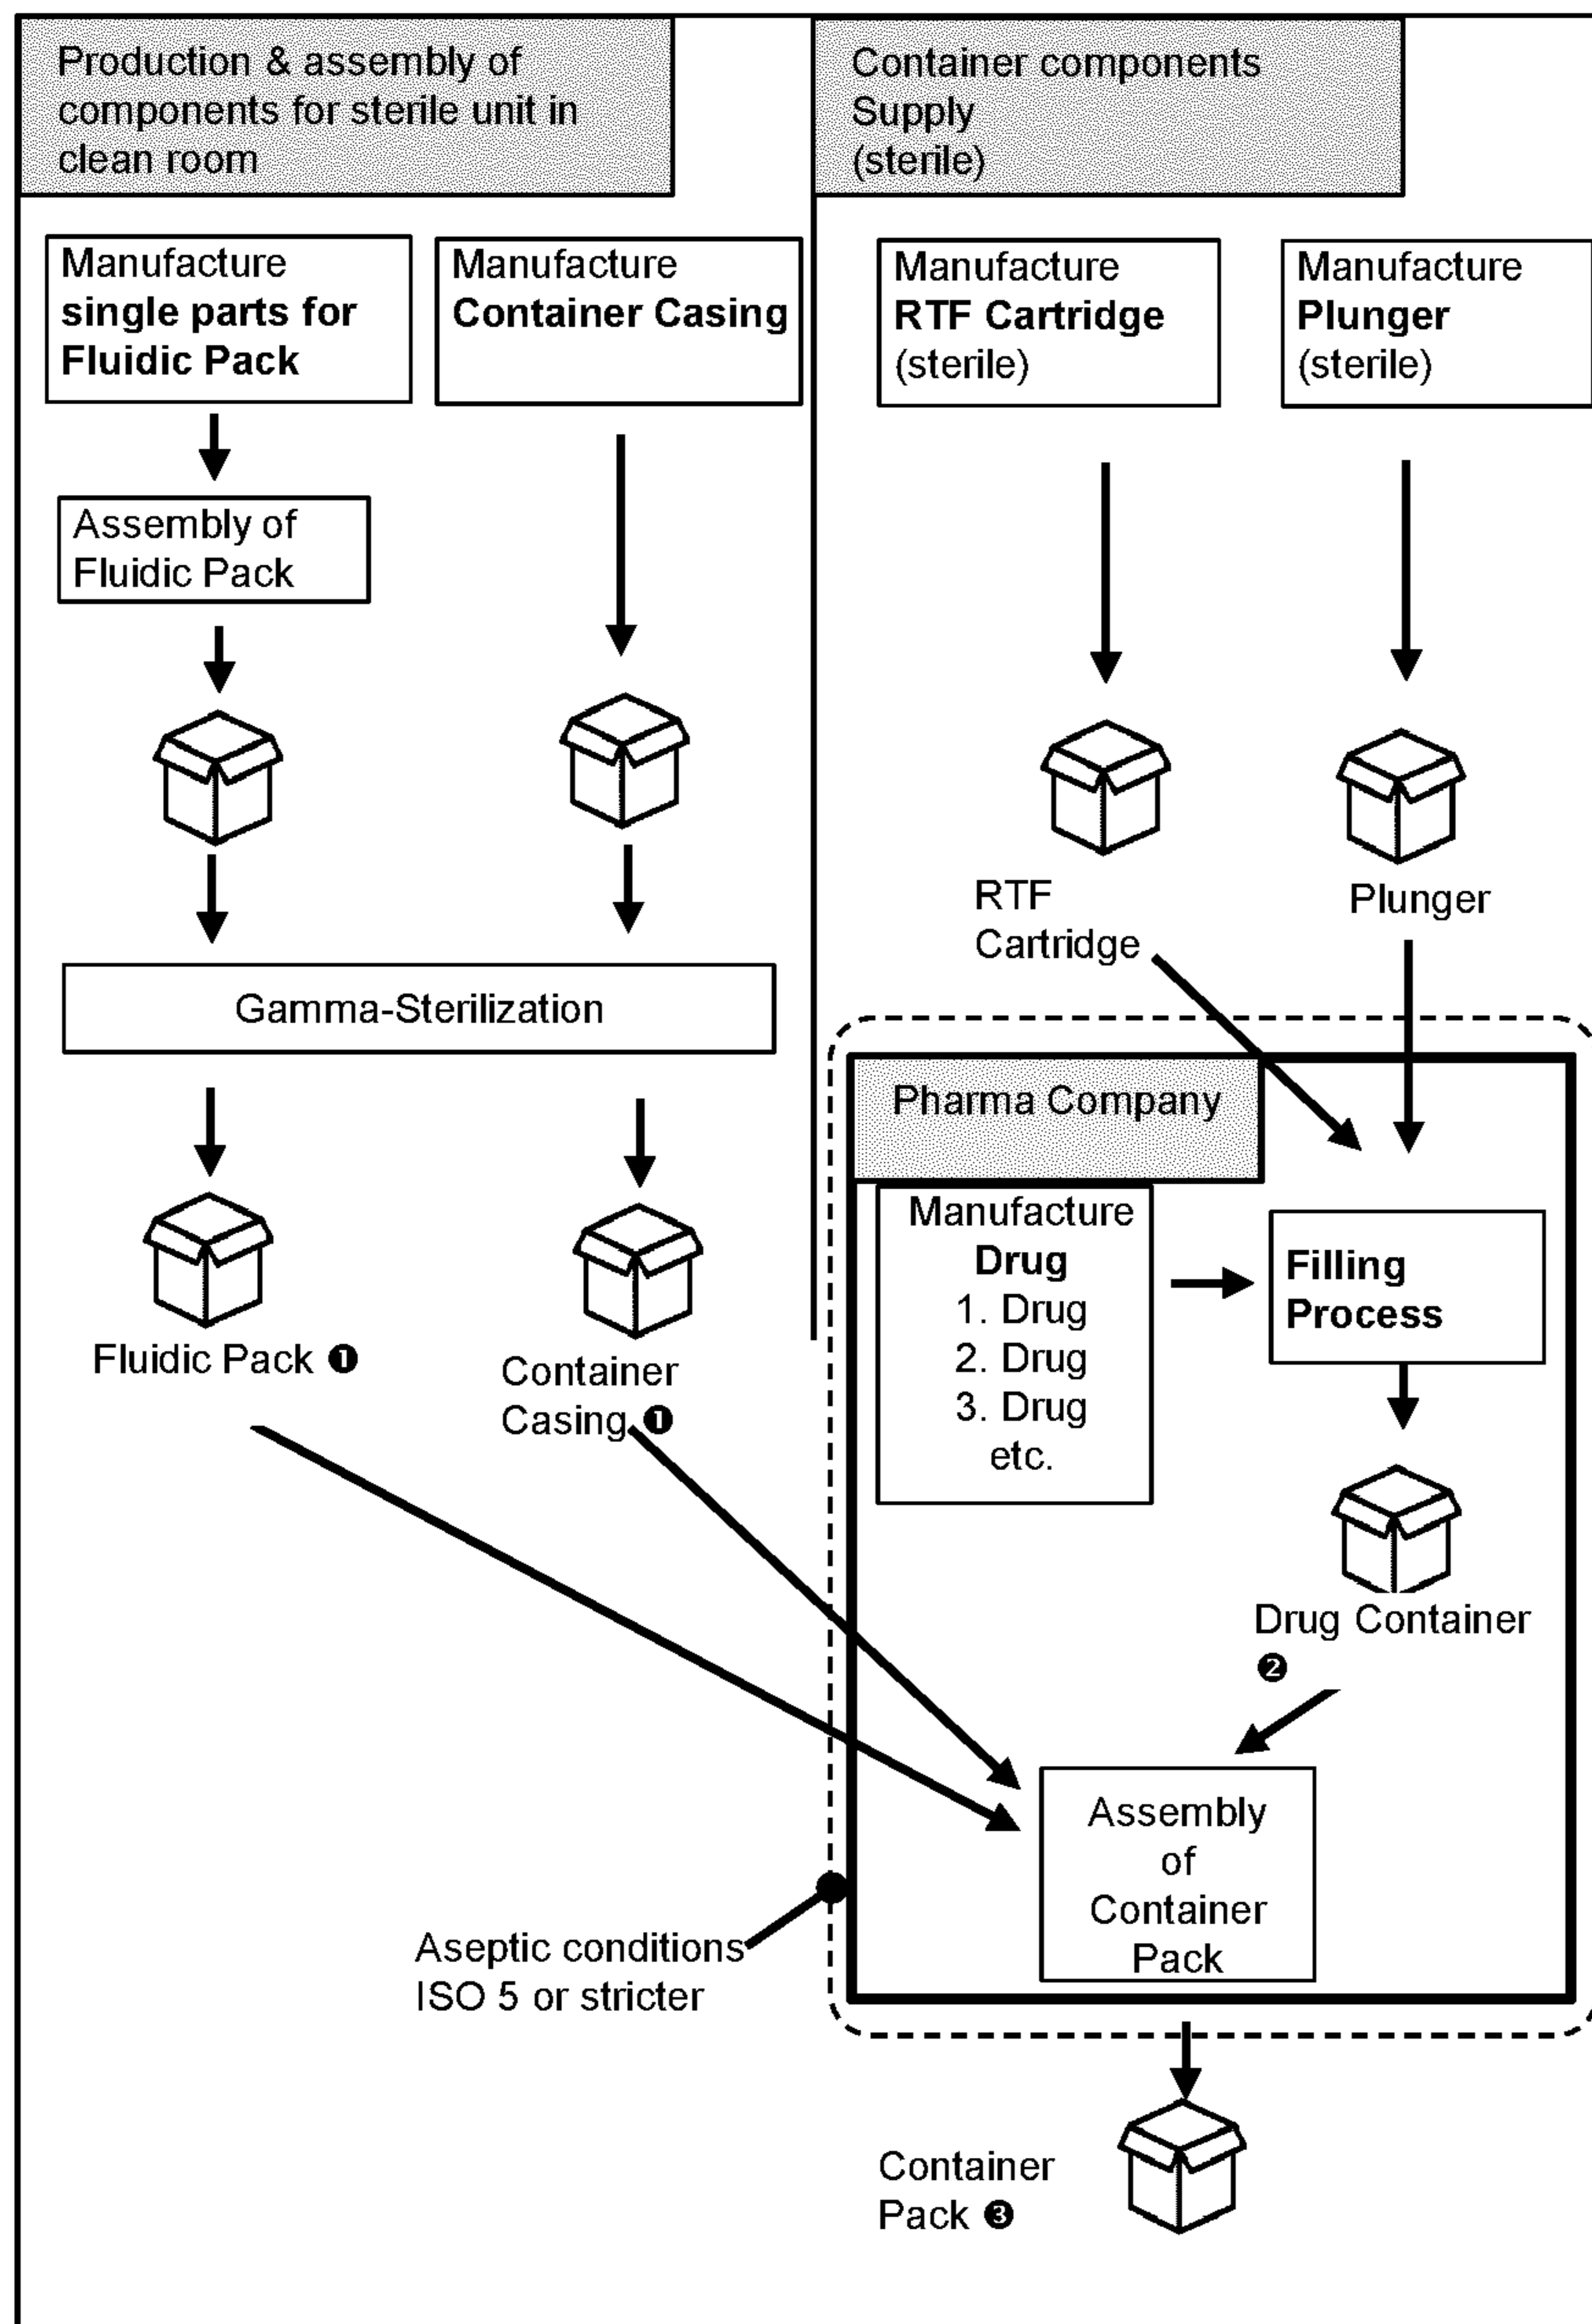 Production & assembly of
components for sterile unit in
clean room
Container components
Supply
(sterile)
Manufacture
single parts for
Fluidic Pack
Manufacture
Container Casing
Manufacture
RTF Cartridge
(sterile)
Manufacture
Plunger
(sterile)
Assembly of
Fluidic Pack
RTF
Cartridge
Plunger
Gamma-Sterilization
Pharma Company
Manufacture
Drug
1. Drug
2. Drug
3. Drug
etc.
Filling
Process
Fluidic Pack ❶
Container
Casing ❶
Drug Container
❷
Assembly
of
Container
Pack
Aseptic conditions
ISO 5 or stricter
Container
Pack ❸